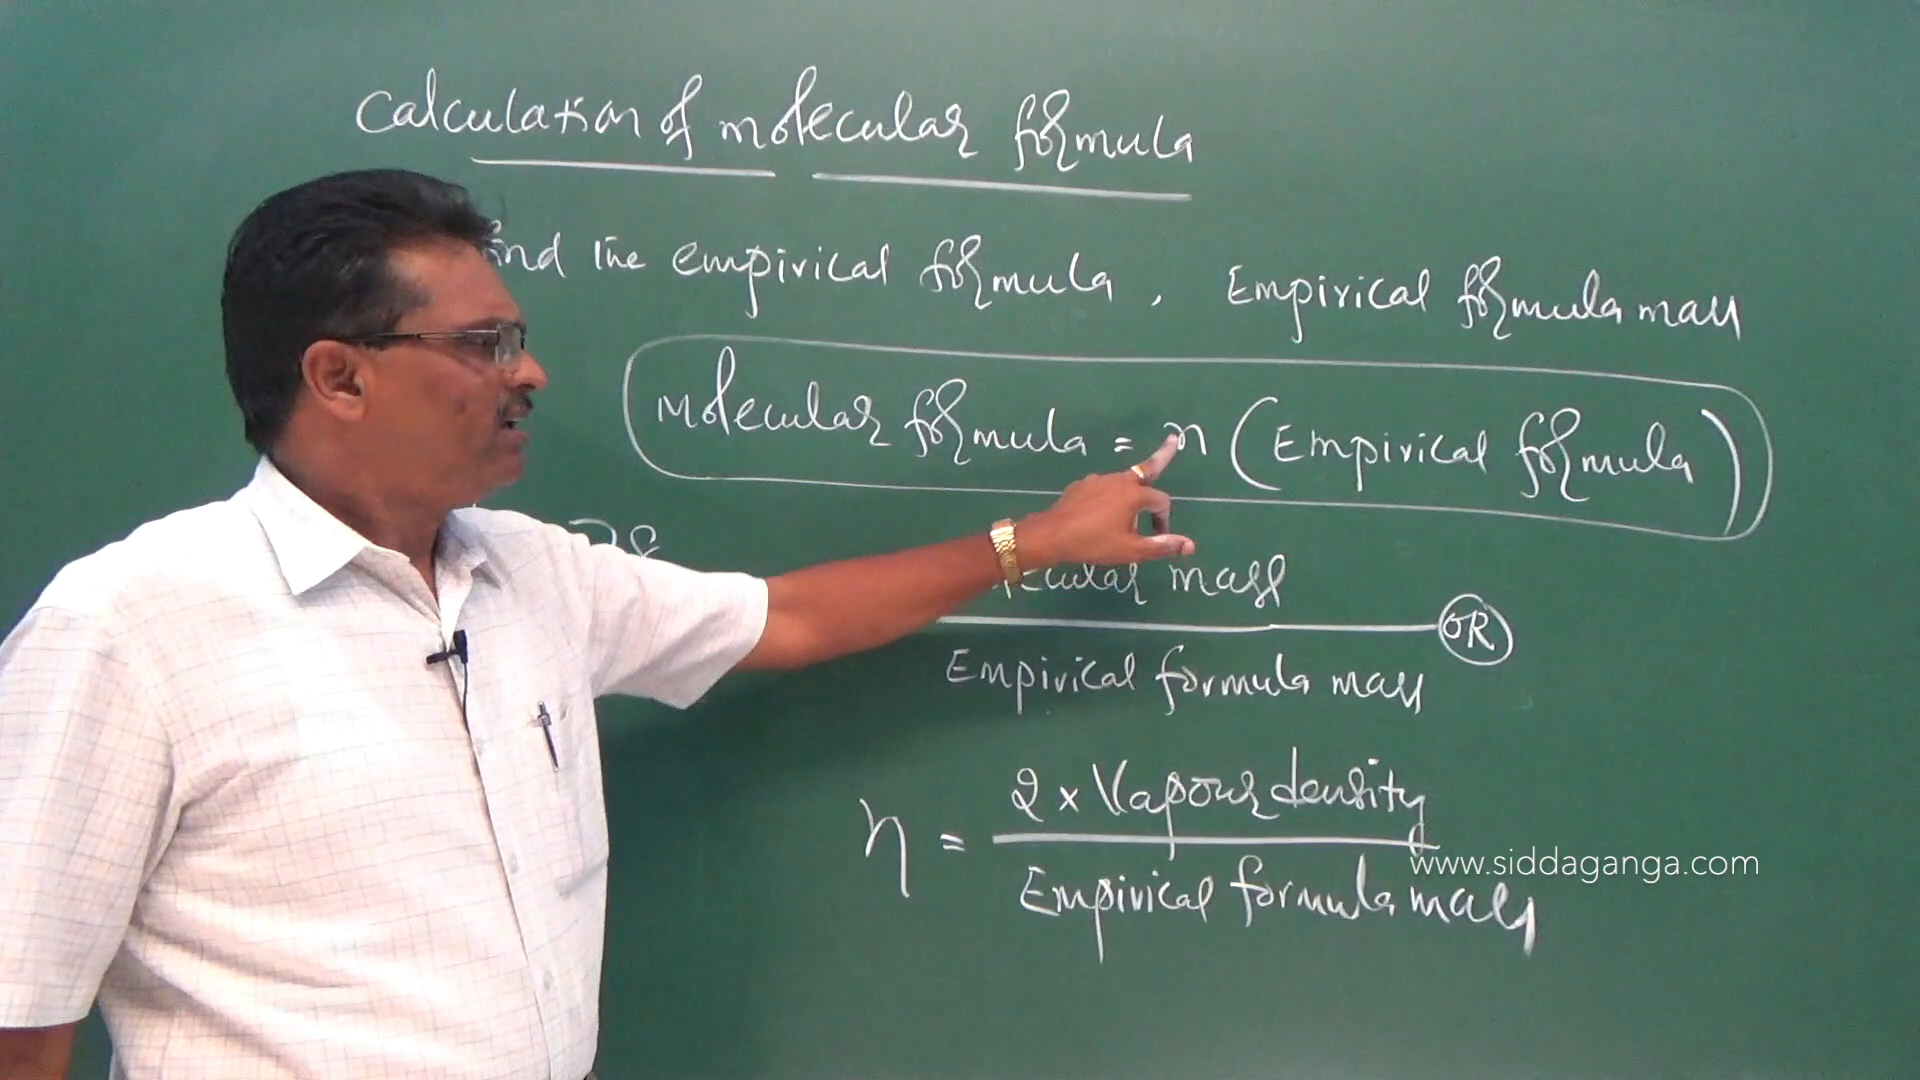 Calculation of molecular formula
the empirical formula, Empirical formula mass
Molecular formula = n (Empirical formula)
mass
OR
Empirical formula mass
n = 2 x Vapour density
Empirical formula mass
www.siddaganga.com